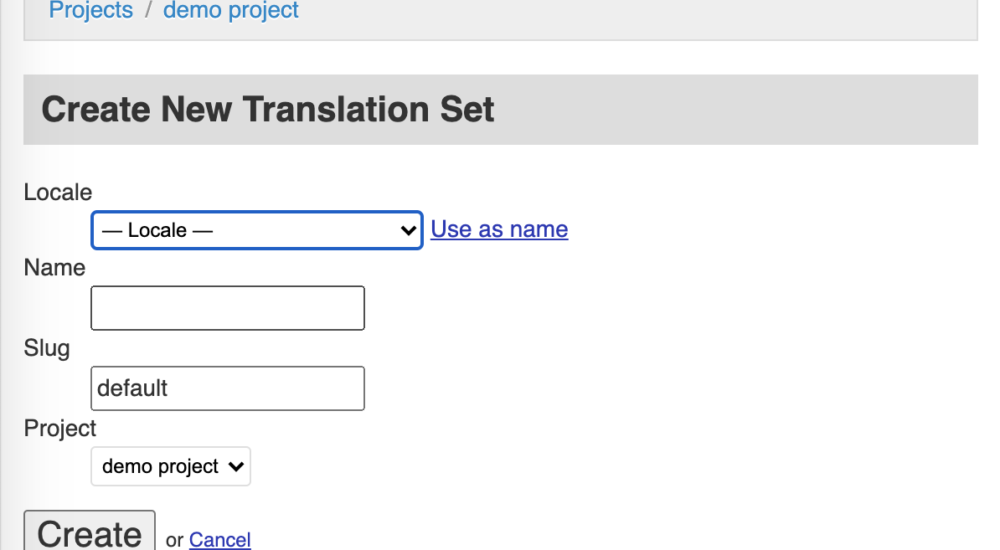 Projects / demo project
Create New Translation Set
Locale
— Locale — Use as name
Name
Slug
default
Project
demo project
Create or Cancel